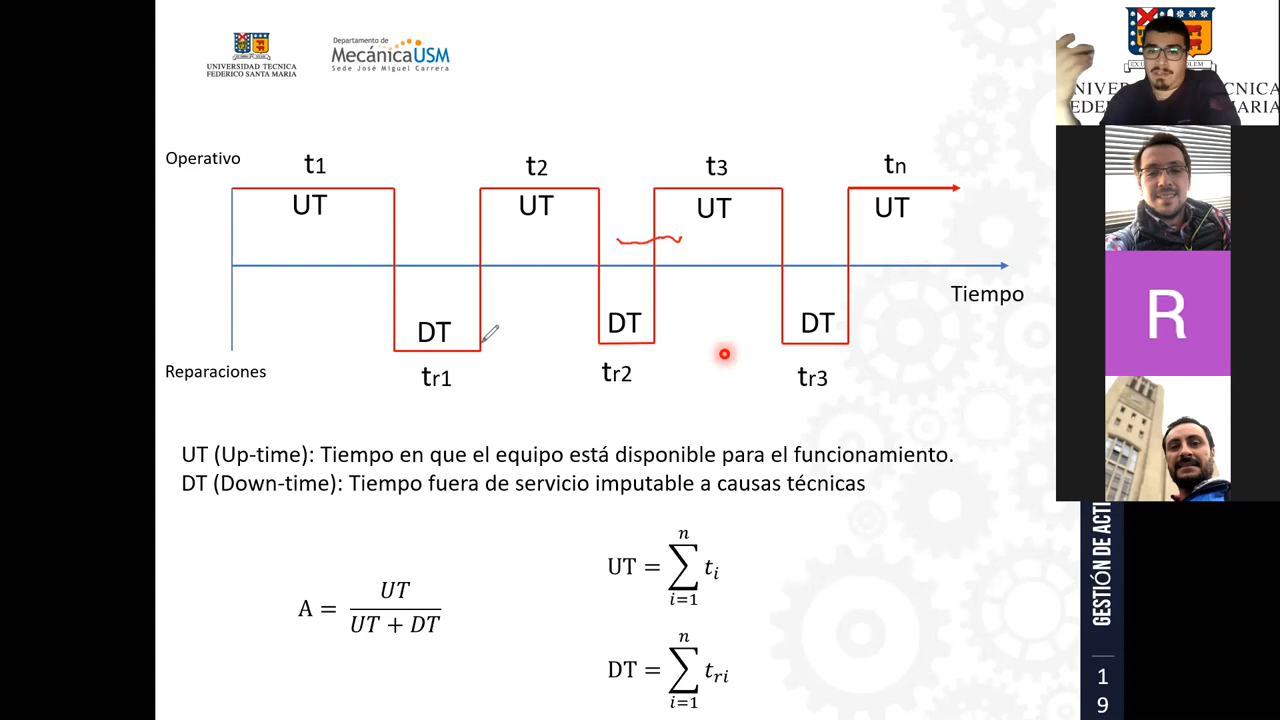 UNIVERSIDAD TECNICA
FEDERICO SANTA MARIA
Departamento de
MecánicaUSM
Sede José Miguel Carrera
Operativo
t1
t2
t3
tn
UT
UT
UT
UT
Tiempo
DT
DT
DT
Reparaciones
tr1
tr2
tr3
UT (Up-time): Tiempo en que el equipo está disponible para el funcionamiento.
DT (Down-time): Tiempo fuera de servicio imputable a causas técnicas
A = UT / (UT + DT)
UT = ∑_{i=1}^{n} t_i
DT = ∑_{i=1}^{n} t_{ri}
GESTIÓN DE ACTI
1
9
R